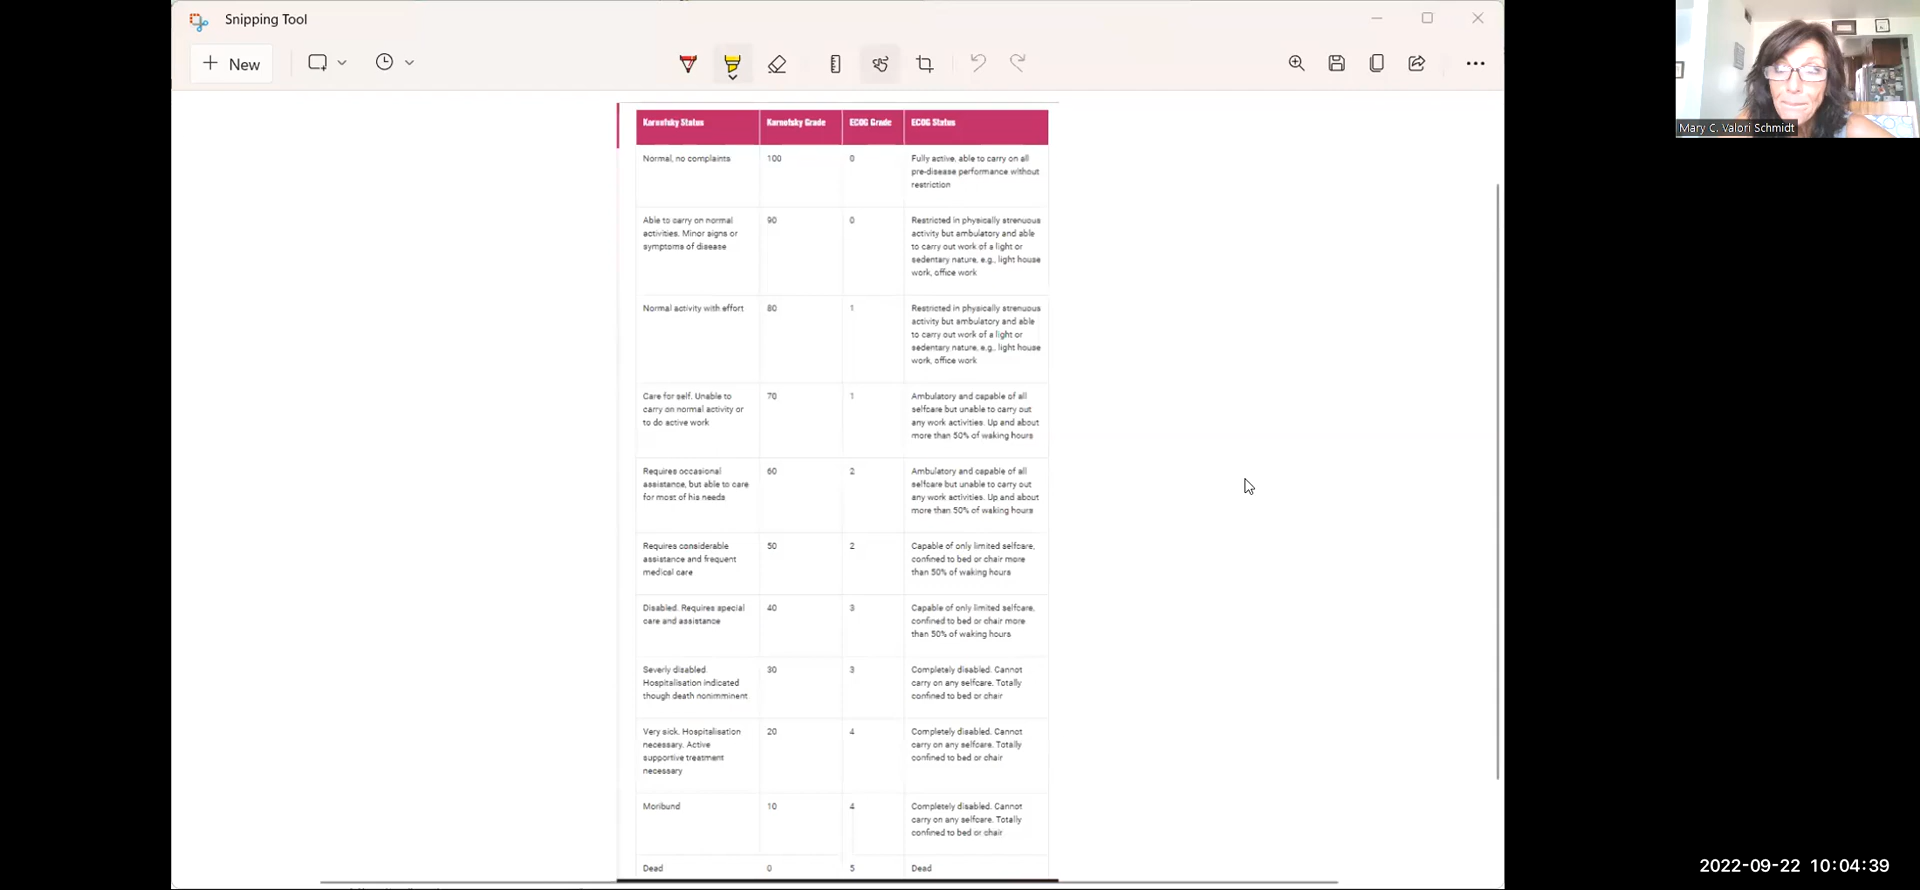 Snipping Tool
New
Mary C. Valori Schmidt
Karnofsky Status Karnofsky Grade ECOG Grade ECOG Status
Normal, no complaints 100 0 Fully active, able to carry on all
pre-disease performance without
restriction
Able to carry on normal 90 0 Restricted in physically strenuous
activities. Minor signs or activity but ambulatory and able
symptoms of disease to carry out work of a light or
sedentary nature, e.g., light house
work, office work
Normal activity with effort 80 1 Restricted in physically strenuous
activity but ambulatory and able
to carry out work of a light or
sedentary nature, e.g., light house
work, office work
Care for self. Unable to 70 1 Ambulatory and capable of all
carry on normal activity or selfcare but unable to carry out
to do active work any work activities. Up and about
more than 50% of waking hours
Requires occasional 60 2 Ambulatory and capable of all
assistance, but able to care selfcare but unable to carry out
for most of his needs any work activities. Up and about
more than 50% of waking hours
Requires considerable 50 2 Capable of only limited selfcare,
assistance and frequent confined to bed or chair more
medical care than 50% of waking hours
Disabled. Requires special 40 3 Capable of only limited selfcare,
care and assistance confined to bed or chair more
than 50% of waking hours
Severly disabled. 30 3 Completely disabled. Cannot
Hospitalisation indicated carry on any selfcare. Totally
though death nonimminent confined to bed or chair
Very sick. Hospitalisation 20 4 Completely disabled. Cannot
necessary. Active carry on any selfcare. Totally
supportive treatment confined to bed or chair
necessary
Moribund 10 4 Completely disabled. Cannot
carry on any selfcare. Totally
confined to bed or chair
Dead 0 5 Dead
2022-09-22 10:04:39